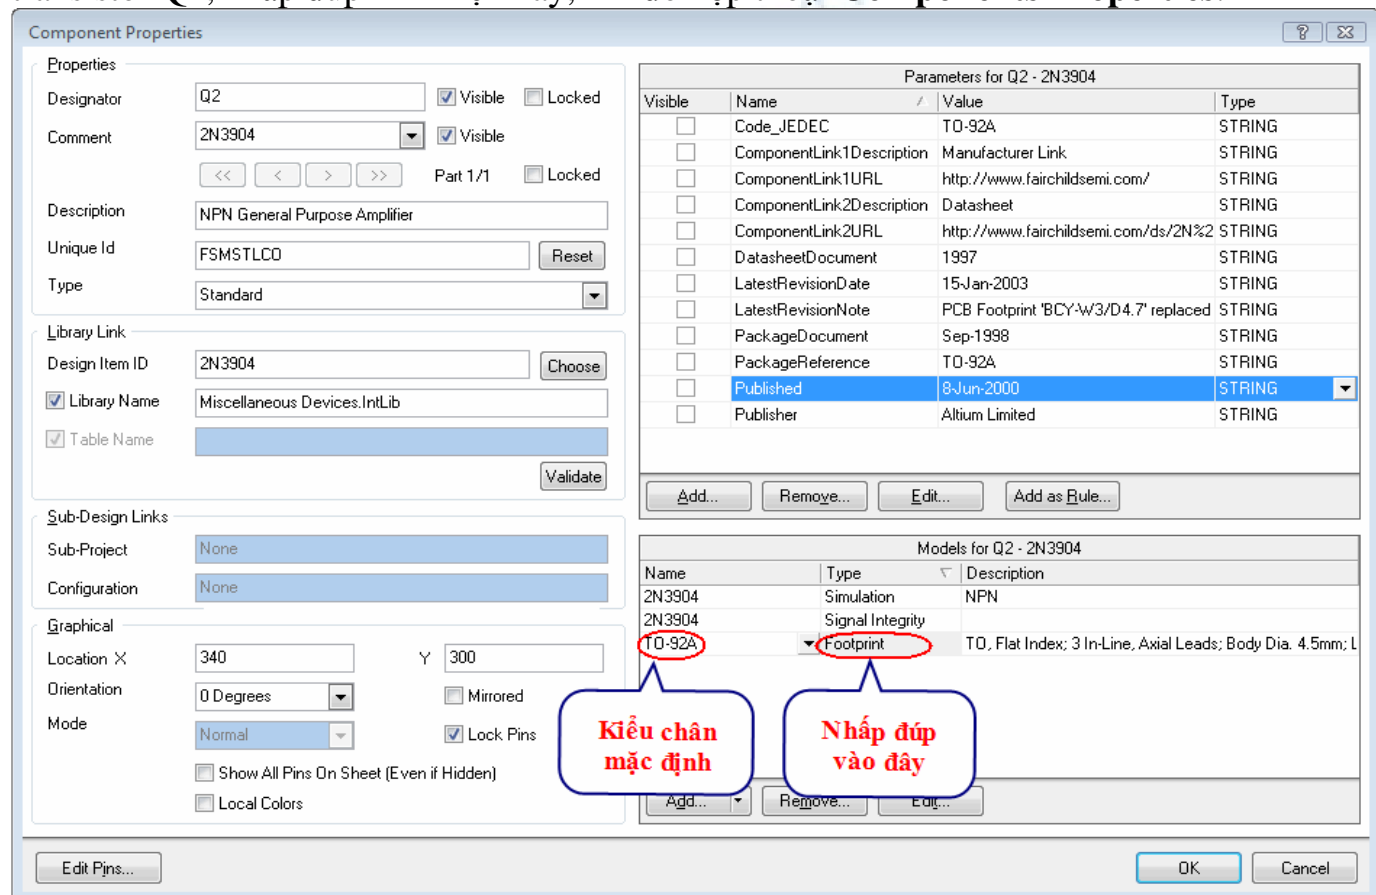 Component Properties
Properties
Designator Q2 Visible Locked
Comment 2N3904 Visible
<< < > >> Part 1/1 Locked
Description NPN General Purpose Amplifier
Unique Id FSMSTLCO Reset
Type Standard
Library Link
Design Item ID 2N3904 Choose
Library Name Miscellaneous Devices.IntLib
Table Name
Validate
Sub-Design Links
Sub-Project None
Configuration None
Graphical
Location X 340 Y 300
Orientation 0 Degrees Mirrored
Mode Normal Lock Pins
Show All Pins On Sheet (Even if Hidden)
Local Colors
Parameters for Q2 - 2N3904
Visible Name Value Type
Code_JEDEC TO-92A STRING
ComponentLink1Description Manufacturer Link STRING
ComponentLink1URL http://www.fairchildsemi.com/ STRING
ComponentLink2Description Datasheet STRING
ComponentLink2URL http://www.fairchildsemi.com/ds/2N%2 STRING
DatasheetDocument 1997 STRING
LatestRevisionDate 15-Jan-2003 STRING
LatestRevisionNote PCB Footprint 'BCY-W3/D4.7' replaced STRING
PackageDocument Sep-1998 STRING
PackageReference TO-92A STRING
Published 8-Jun-2000 STRING
Publisher Altium Limited STRING
Add... Remove... Edit... Add as Rule...
Models for Q2 - 2N3904
Name Type Description
2N3904 Simulation NPN
2N3904 Signal Integrity
TO-92A Footprint TO, Flat Index; 3 In-Line, Axial Leads; Body Dia. 4.5mm; L
Kiểu chân
mặc định
Nhấp đúp
vào đây
Add... Remove... Edit...
Edit Pins... OK Cancel